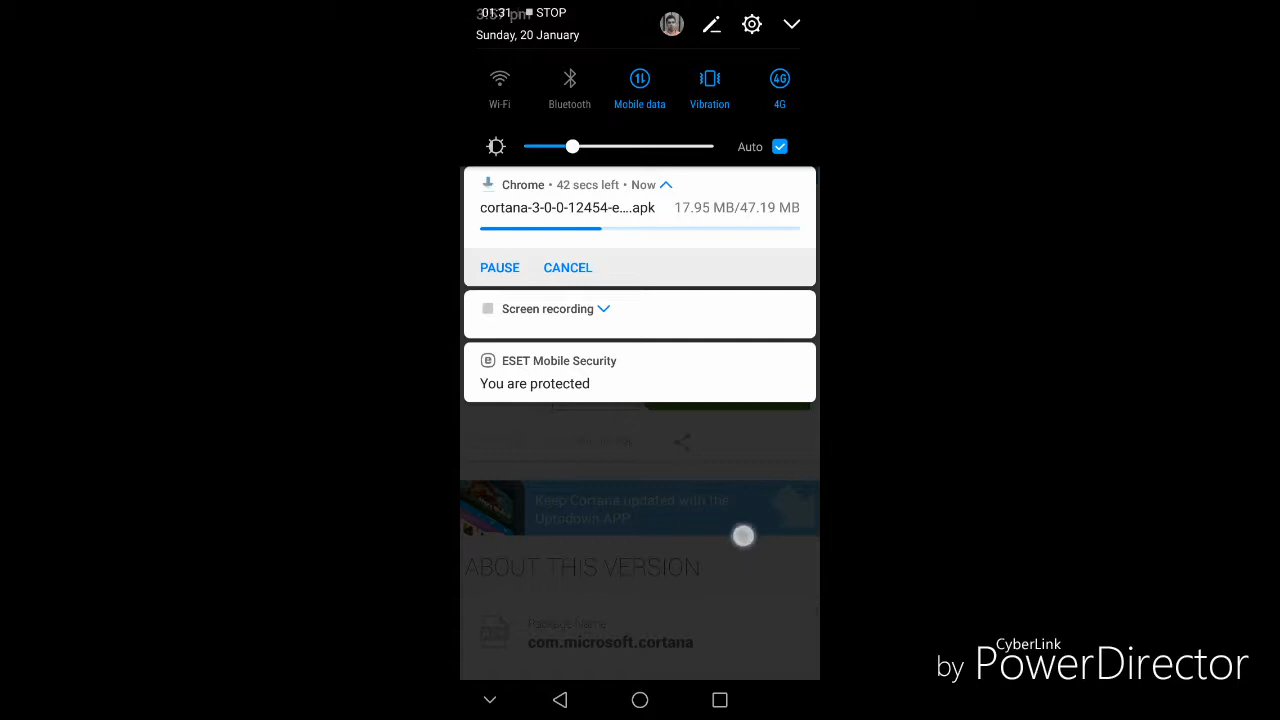 01:31 STOP
Sunday, 20 January
Wi-Fi
Bluetooth
Mobile data
Vibration
4G
4G
Auto
Chrome • 42 secs left • Now
cortana-3-0-0-12454-e....apk 17.95 MB/47.19 MB
PAUSE CANCEL
Screen recording
ESET Mobile Security
You are protected
Keep Cortana updated with the
Uptodown APP
ABOUT THIS VERSION
Package Name
com.microsoft.cortana
CyberLink
by PowerDirector